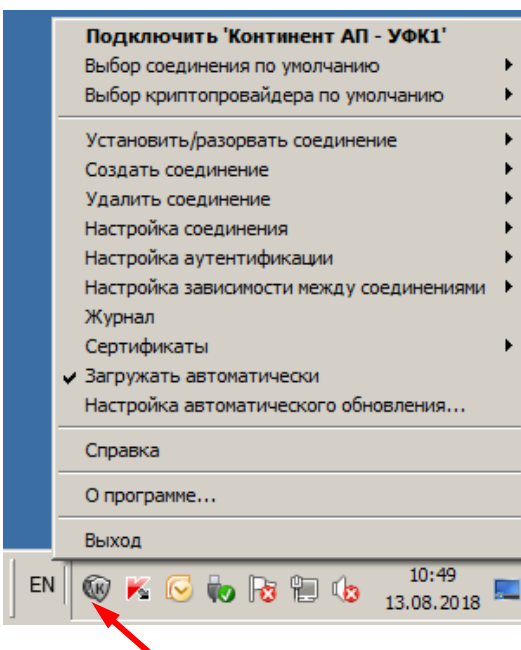 Подключить 'Континент АП - УФК1'
Выбор соединения по умолчанию
Выбор криптопровайдера по умолчанию
Установить/разорвать соединение
Создать соединение
Удалить соединение
Настройка соединения
Настройка аутентификации
Настройка зависимости между соединениями
Журнал
Сертификаты
Загружать автоматически
Настройка автоматического обновления...
Справка
О программе...
Выход
EN
10:49
13.08.2018